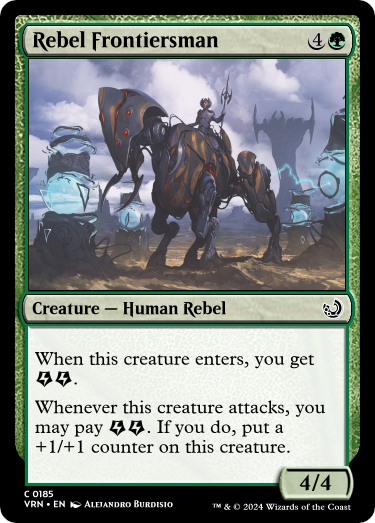 Rebel Frontiersman 4
Creature — Human Rebel
When this creature enters, you get
.
Whenever this creature attacks, you
may pay . If you do, put a
+1/+1 counter on this creature.
4/4
C 0185
VRN • EN Alejandro Burdisio
™ & © 2024 Wizards of the Coast